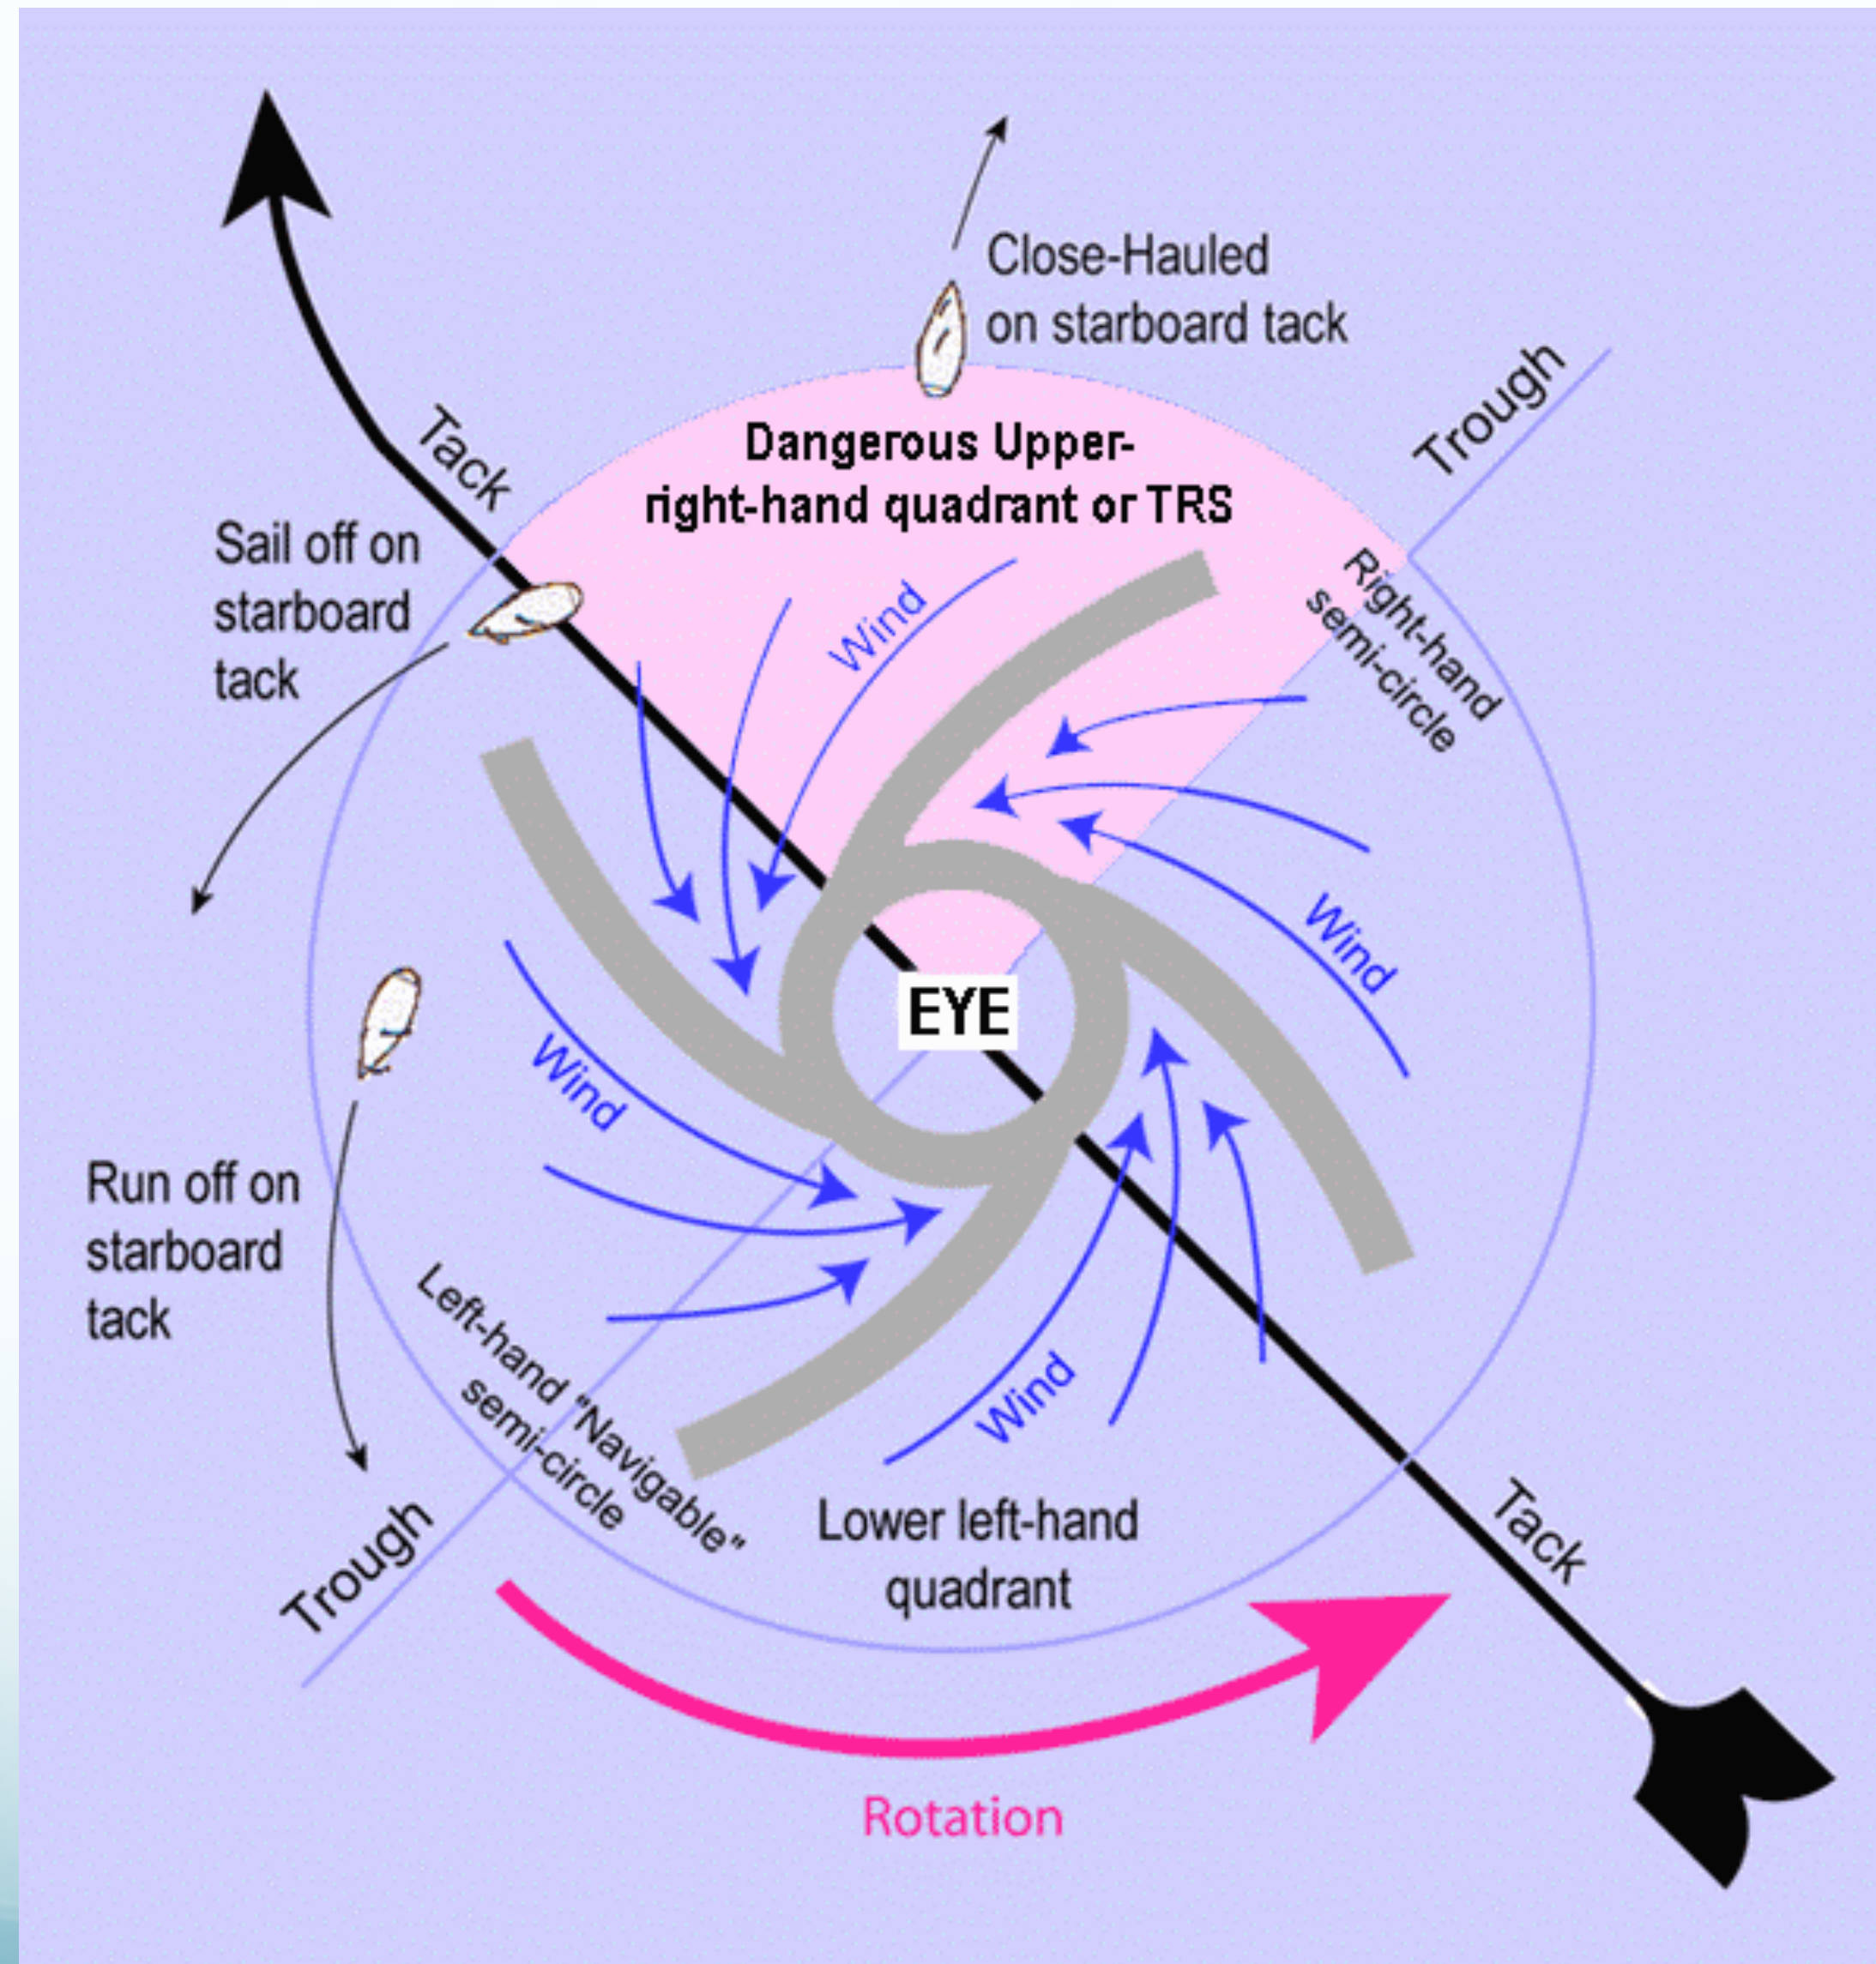 Close-Hauled
on starboard tack
Trough
Tack
Dangerous Upper-
right-hand quadrant or TRS
Sail off on
starboard
tack
Wind
Right-hand
semi-circle
Wind
EYE
Wind
Run off on
starboard
tack
Left-hand "Navigable"
semi-circle
Wind
Lower left-hand
quadrant
Trough
Tack
Rotation